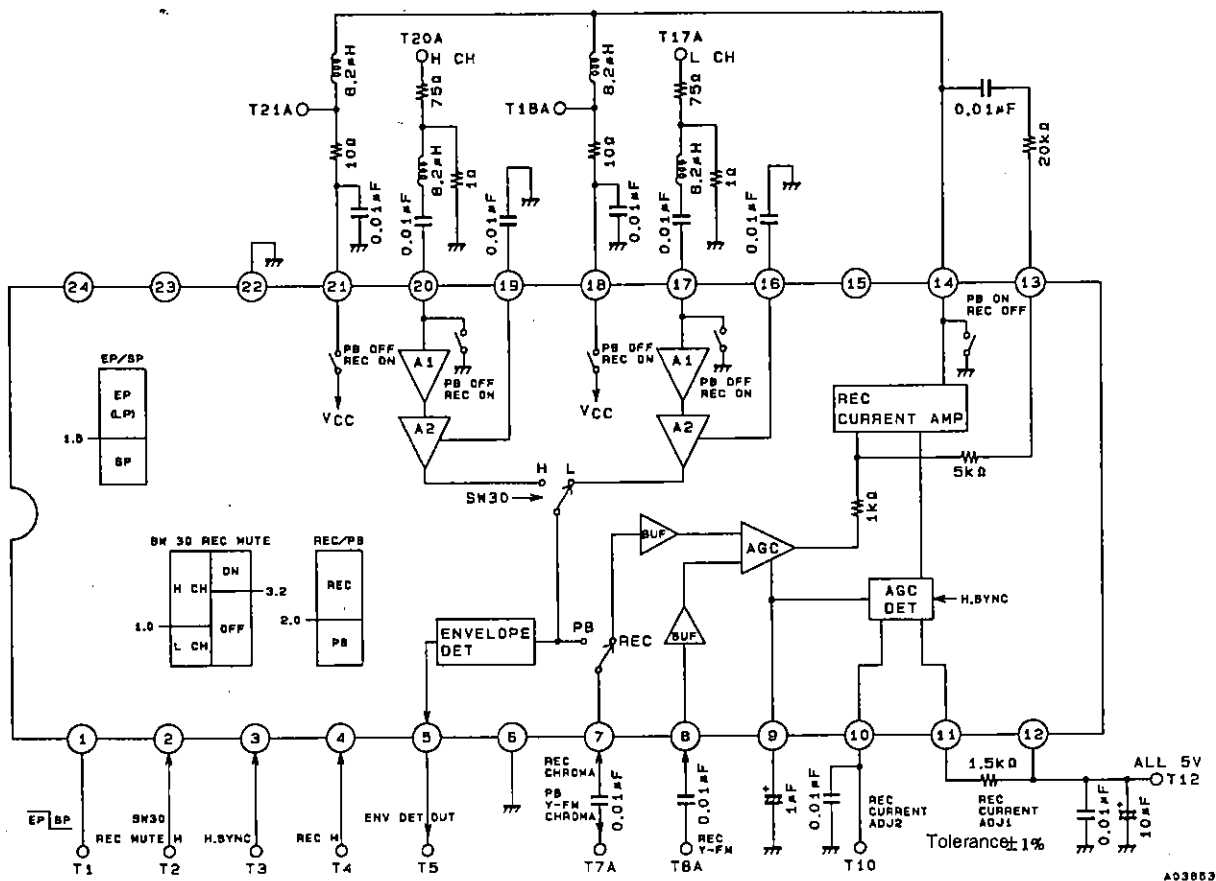 T20A
H CH
T17A
L CH
8.2μH
75Ω
8.2μH
75Ω
T21A
T18A
0.01μF
20kΩ
10Ω
8.2μH
1Ω
10Ω
8.2μH
1Ω
0.01μF
0.01μF
0.01μF
0.01μF
0.01μF
0.01μF
24
23
22
21
20
19
18
17
16
15
14
13
PB ON
REC OFF
PB OFF
REC ON
A1
PB OFF
REC ON
PB OFF
REC ON
A1
PB OFF
REC ON
EP/SP
EP
(LP)
1.5
SP
VCC
A2
VCC
A2
REC
CURRENT AMP
5kΩ
H
L
SW30
1kΩ
SW 30 REC MUTE
REC/PB
BUF
AGC
H CH
ON
3.2
REC
1.0
OFF
2.0
L CH
PB
AGC
DET
H.SYNC
ENVELOPE
DET
PB
REC
BUF
1
2
3
4
5
6
7
8
9
10
11
12
1.5kΩ
ALL 5V
T12
EP SP
SW30
REC MUTE H
H.SYNC
REC H
ENV DET OUT
REC
CHROMA
PB
Y-FM
CHROMA
0.01μF
0.01μF
REC
Y-FM
+
1μF
0.01μF
REC
CURRENT
ADJ2
REC
CURRENT
ADJ1
Tolerance±1%
0.01μF
+
10μF
T1
T2
T3
T4
T5
T7A
T8A
T10
A03853